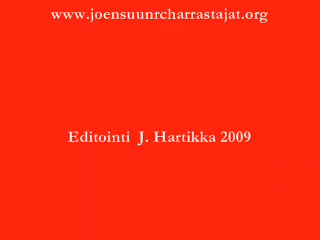 www.joensuunrcharrastajat.org
Editointi J. Hartikka 2009